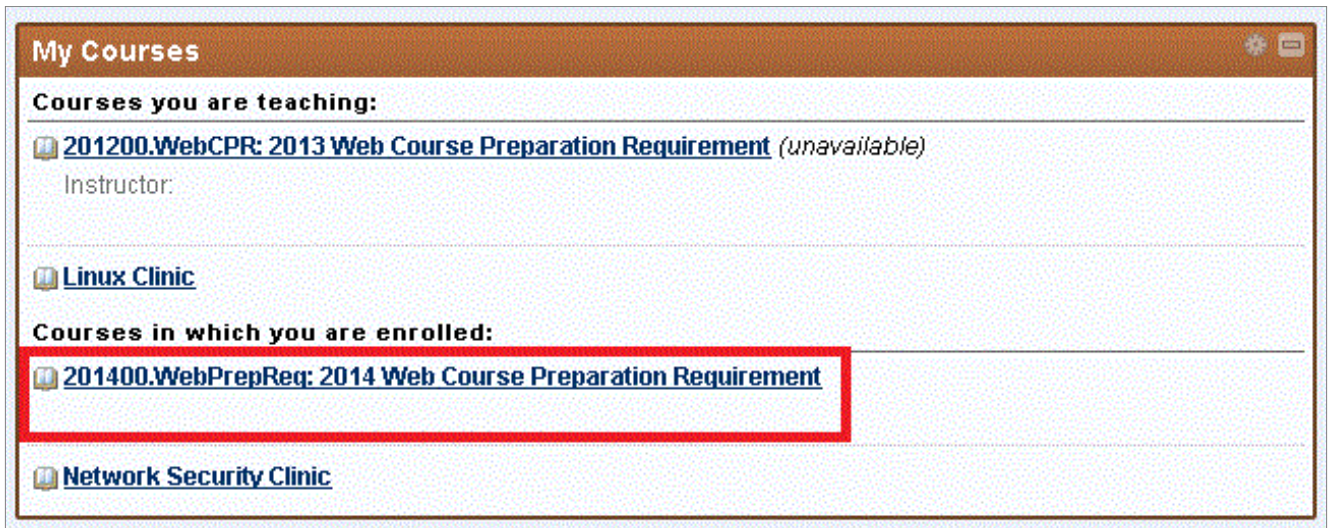 My Courses
Courses you are teaching:
201200.WebCPR: 2013 Web Course Preparation Requirement (unavailable)
Instructor:
Linux Clinic
Courses in which you are enrolled:
201400.WebPrepReq: 2014 Web Course Preparation Requirement
Network Security Clinic